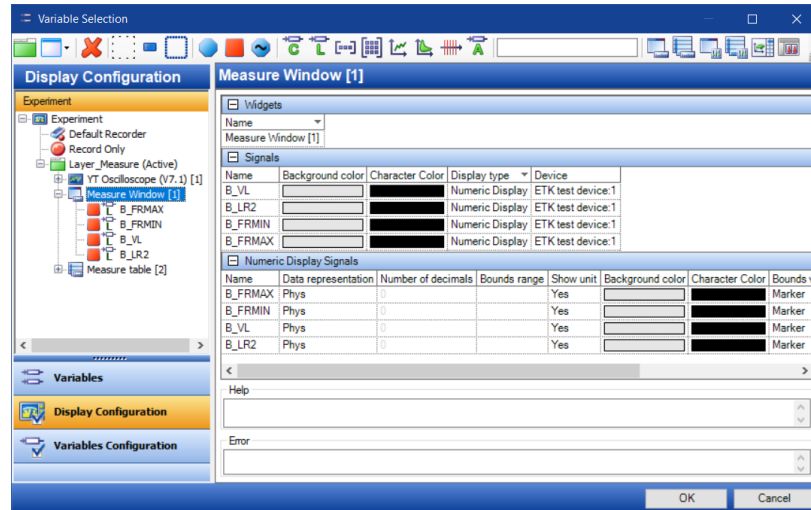 Variable Selection
Display Configuration
Experiment
Experiment
Default Recorder
Record Only
Layer_Measure (Active)
YT Oscilloscope (V7.1) [1]
Measure Window [1]
B_FRMAX
B_FRMIN
B_VL
B_LR2
Measure table [2]
Variables
Display Configuration
Variables Configuration
Measure Window [1]
Widgets
Name
Measure Window [1]
Signals
Name Background color Character Color Display type Device
B_VL Numeric Display ETK test device:1
B_LR2 Numeric Display ETK test device:1
B_FRMIN Numeric Display ETK test device:1
B_FRMAX Numeric Display ETK test device:1
Numeric Display Signals
Name Data representation Number of decimals Bounds range Show unit Background color Character Color Bounds
B_FRMAX Phys 0 Yes Marker
B_FRMIN Phys 0 Yes Marker
B_VL Phys 0 Yes Marker
B_LR2 Phys 0 Yes Marker
Help
Error
OK Cancel